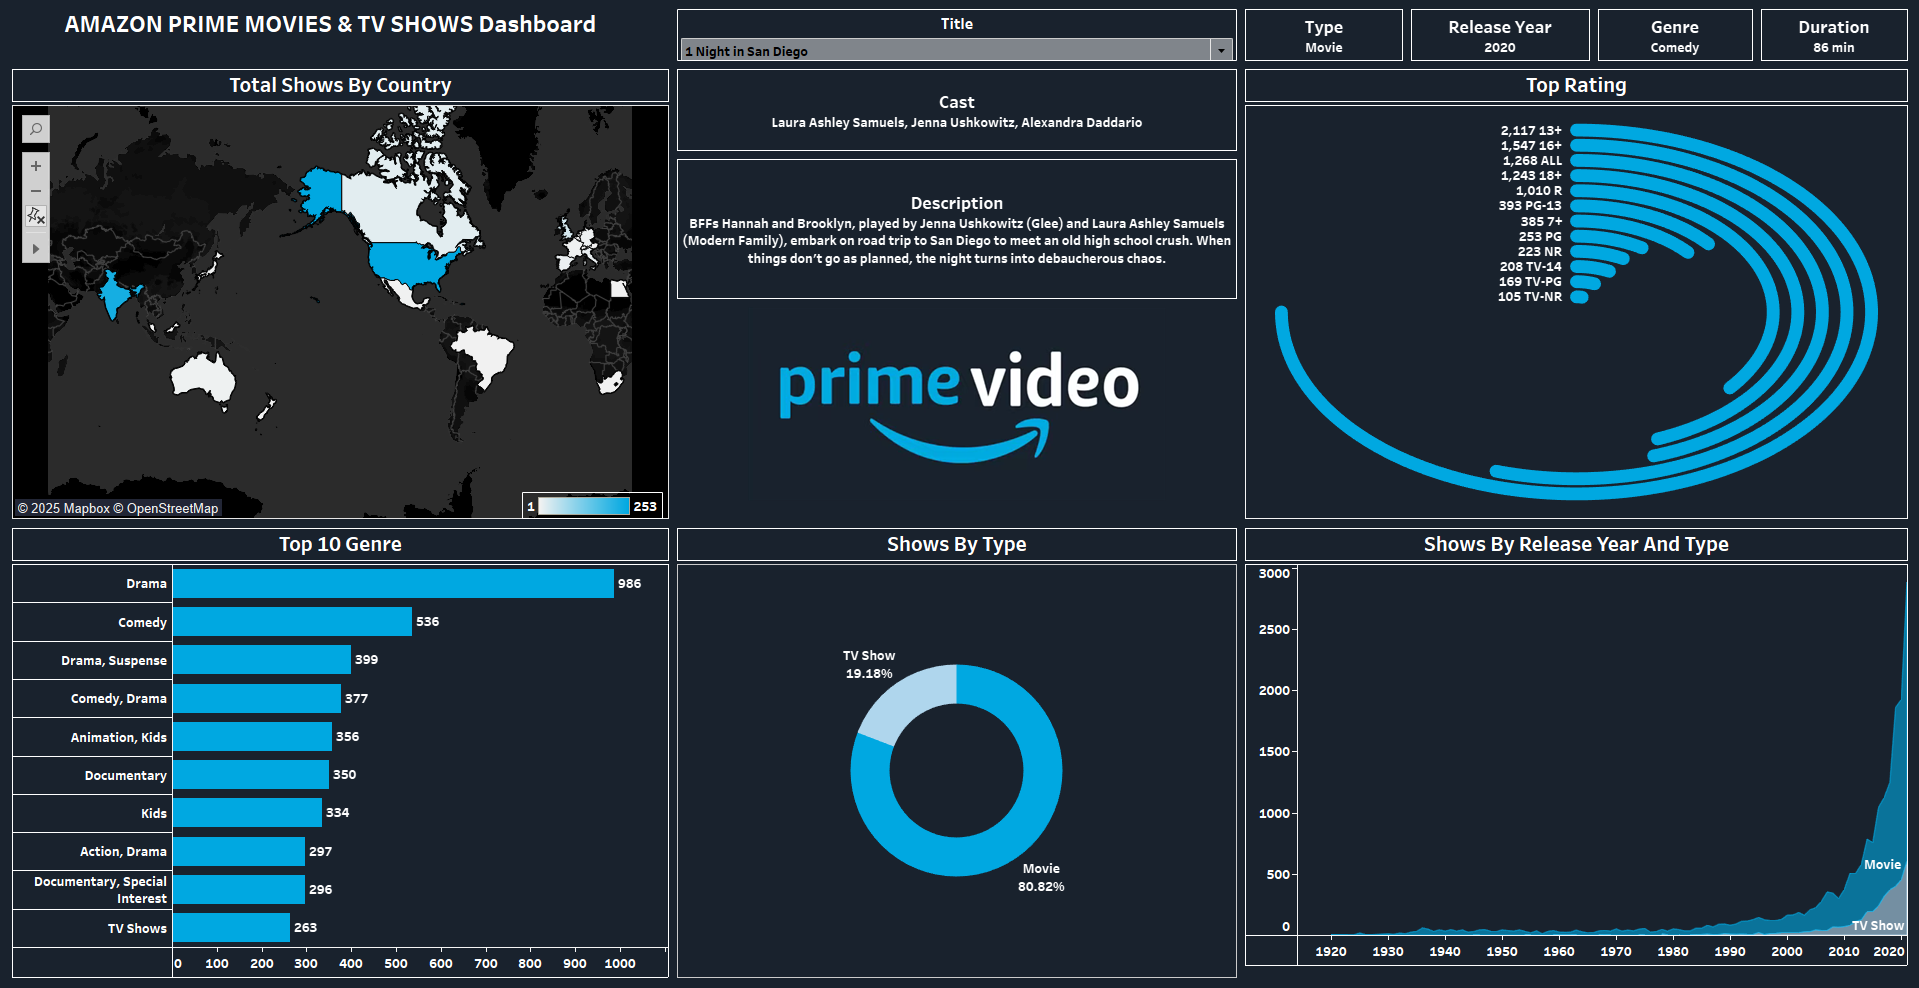 AMAZON PRIME MOVIES & TV SHOWS Dashboard
Title
1 Night in San Diego
Type
Movie
Release Year
2020
Genre
Comedy
Duration
86 min
Total Shows By Country
© 2025 Mapbox © OpenStreetMap
1
253
Cast
Laura Ashley Samuels, Jenna Ushkowitz, Alexandra Daddario
Description
BFFs Hannah and Brooklyn, played by Jenna Ushkowitz (Glee) and Laura Ashley Samuels
(Modern Family), embark on road trip to San Diego to meet an old high school crush. When
things don’t go as planned, the night turns into debaucherous chaos.
prime video
Top Rating
2,117 13+
1,547 16+
1,268 ALL
1,243 18+
1,010 R
393 PG-13
385 7+
253 PG
223 NR
208 TV-14
169 TV-PG
105 TV-NR
Top 10 Genre
Drama 986
Comedy 536
Drama, Suspense 399
Comedy, Drama 377
Animation, Kids 356
Documentary 350
Kids 334
Action, Drama 297
Documentary, Special
Interest 296
TV Shows 263
0 100 200 300 400 500 600 700 800 900 1000
Shows By Type
TV Show
19.18%
Movie
80.82%
Shows By Release Year And Type
3000
2500
2000
1500
1000
500
0
Movie
TV Show
1920 1930 1940 1950 1960 1970 1980 1990 2000 2010 2020